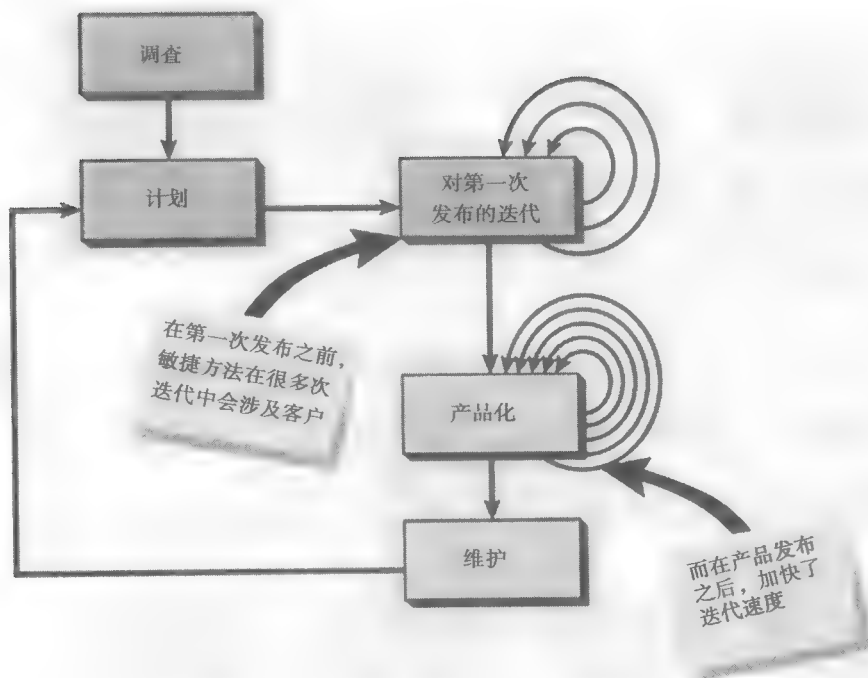 调查
计划
对第一次
发布的迭代
在第一次发布之前，
敏捷方法在很多次
迭代中会涉及客户
产品化
维护
而在产品发布
之后，加快了
迭代速度